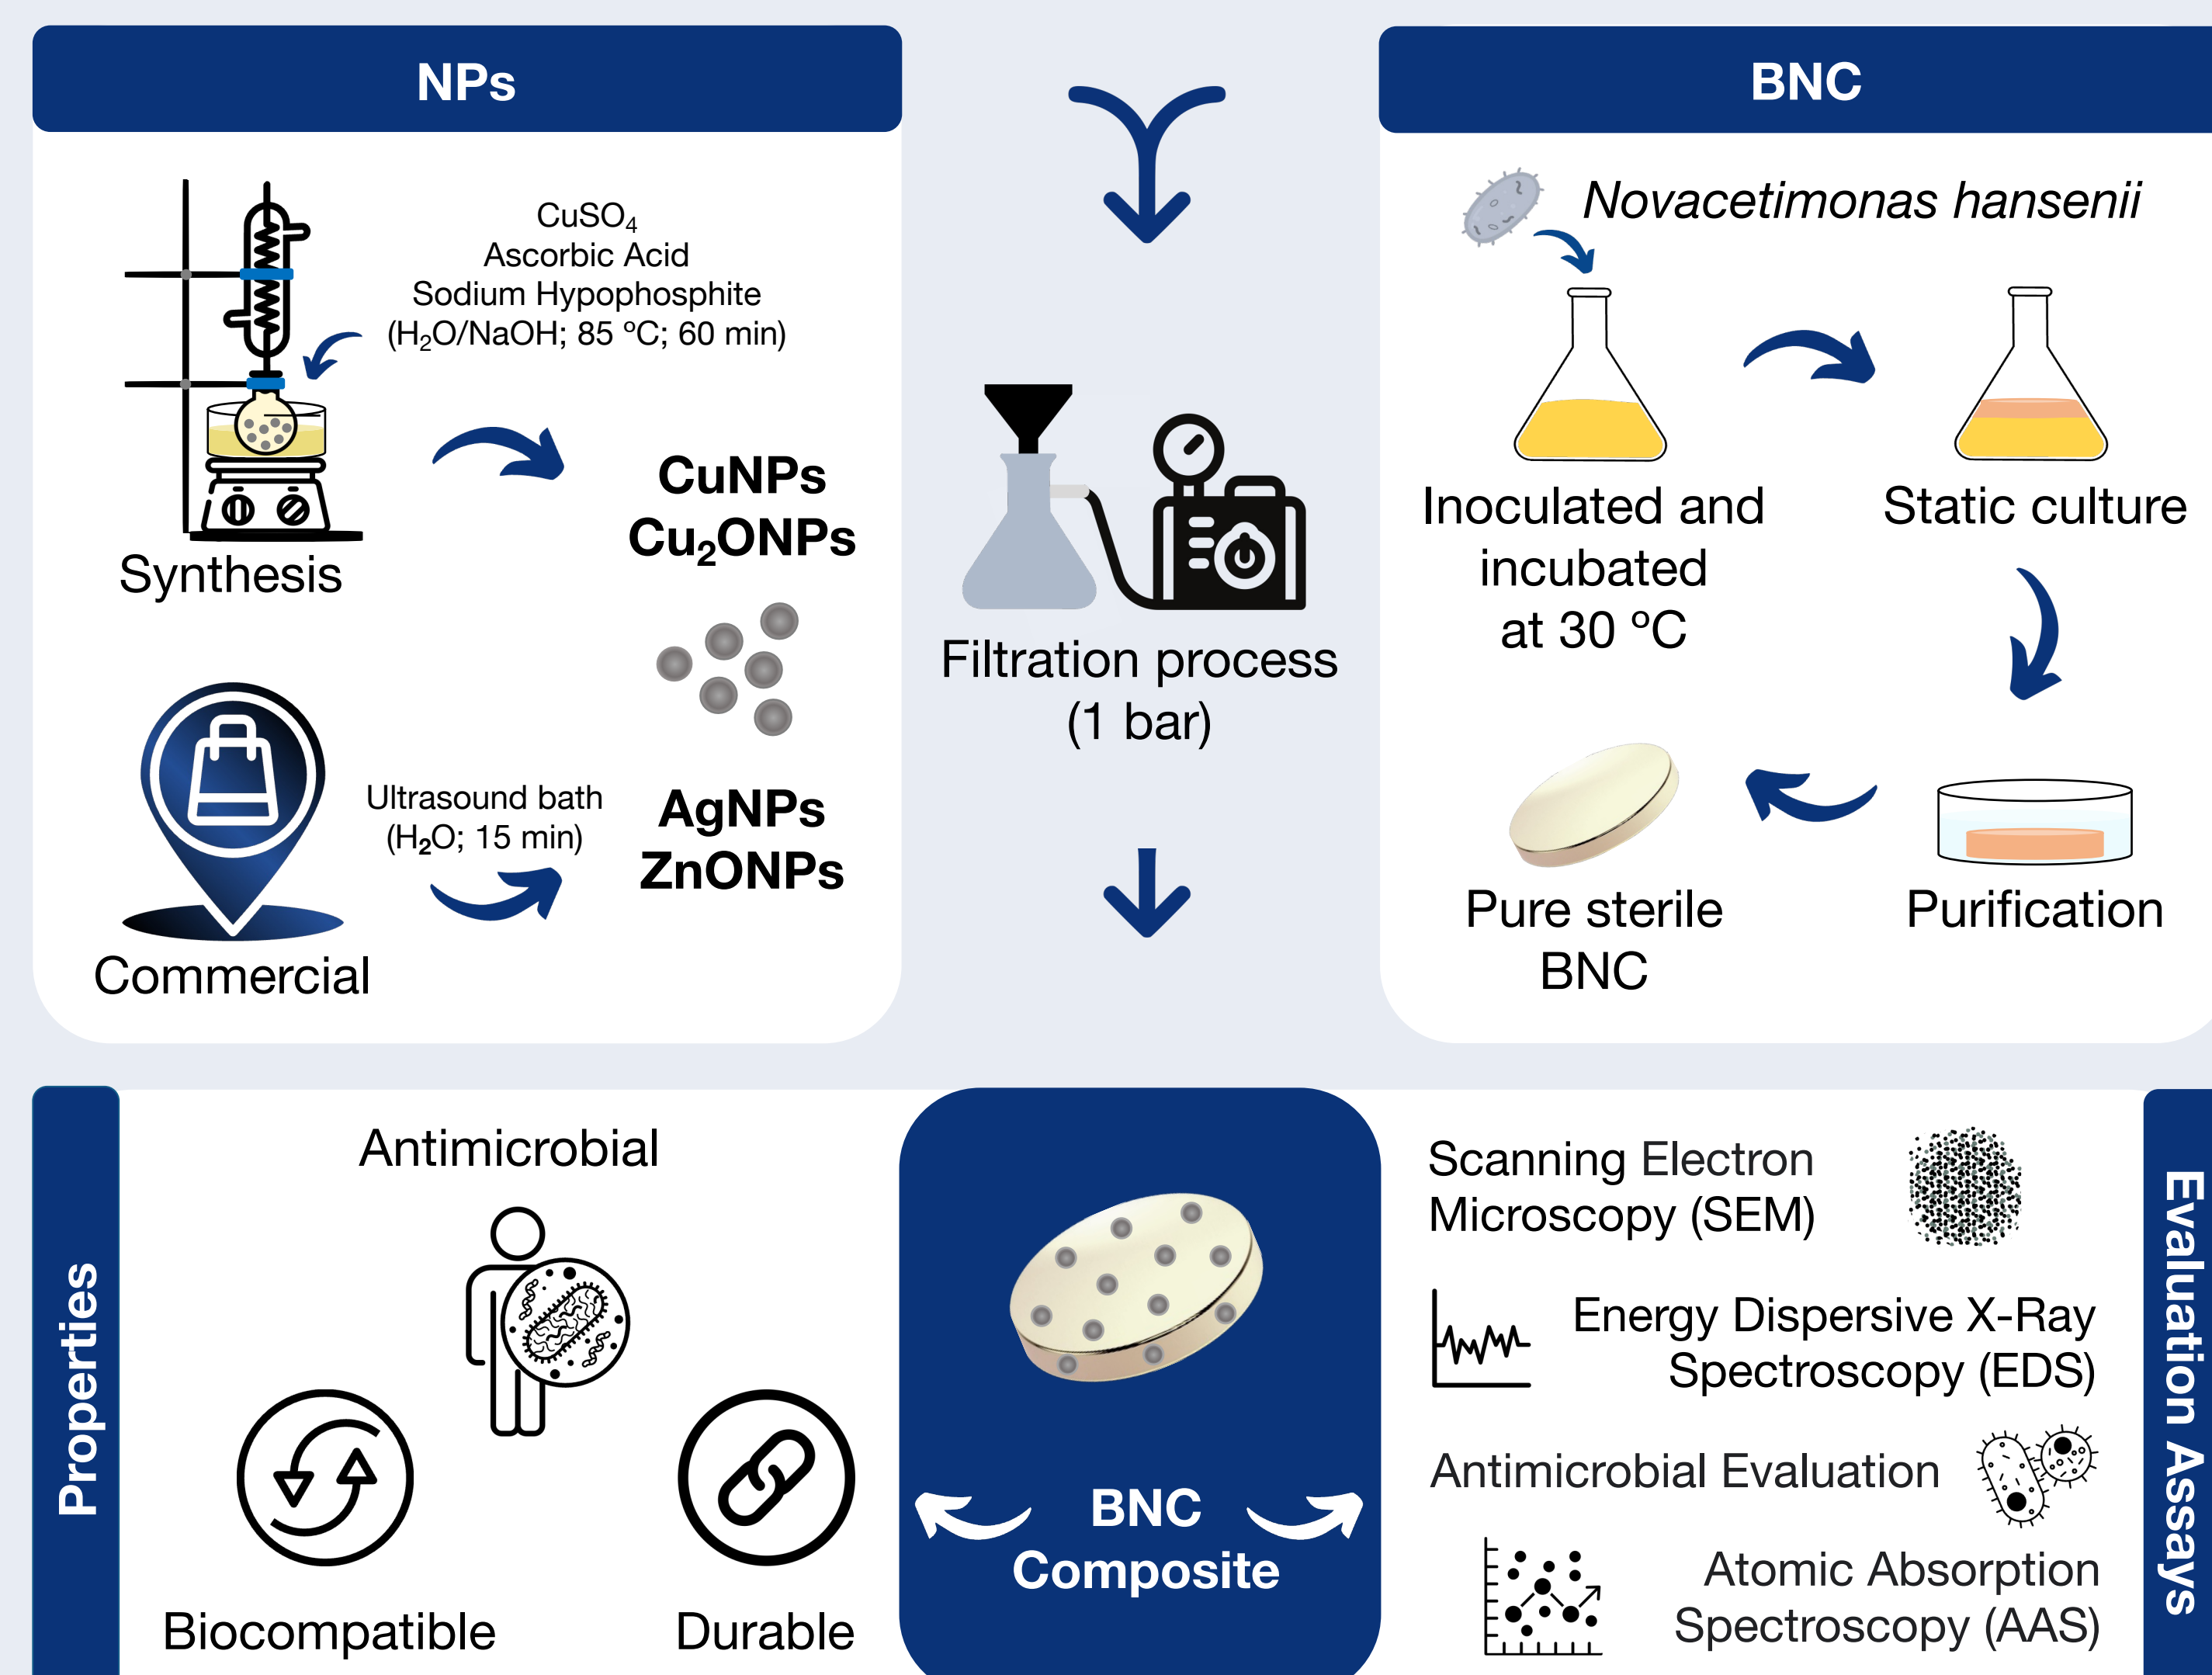 NPs
CuSO₄
Ascorbic Acid
Sodium Hypophosphite
(H₂O/NaOH; 85 ºC; 60 min)
Synthesis
CuNPs
Cu₂ONPs
Commercial
Ultrasound bath
(H₂O; 15 min)
AgNPs
ZnONPs
Filtration process
(1 bar)
BNC
Novacetimonas hansenii
Inoculated and
incubated
at 30 ºC
Static culture
Purification
Pure sterile
BNC
Properties
Antimicrobial
Biocompatible
Durable
BNC
Composite
Scanning Electron
Microscopy (SEM)
Energy Dispersive X-Ray
Spectroscopy (EDS)
Antimicrobial Evaluation
Atomic Absorption
Spectroscopy (AAS)
Evaluation Assays